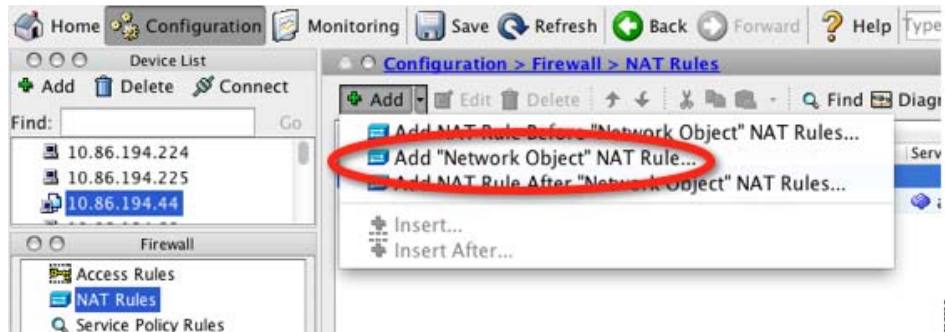 Home Configuration Monitoring Save Refresh Back Forward Help Type
Device List
Add Delete Connect
Find: Go
10.86.194.224
10.86.194.225
10.86.194.44
Firewall
Access Rules
NAT Rules
Service Policy Rules
Configuration > Firewall > NAT Rules
Add Edit Delete Find Diagr
Add NAT Rule Before "Network Object" NAT Rules...
Add "Network Object" NAT Rule...
Add NAT Rule After "Network Object" NAT Rules...
Insert...
Insert After...
Serv